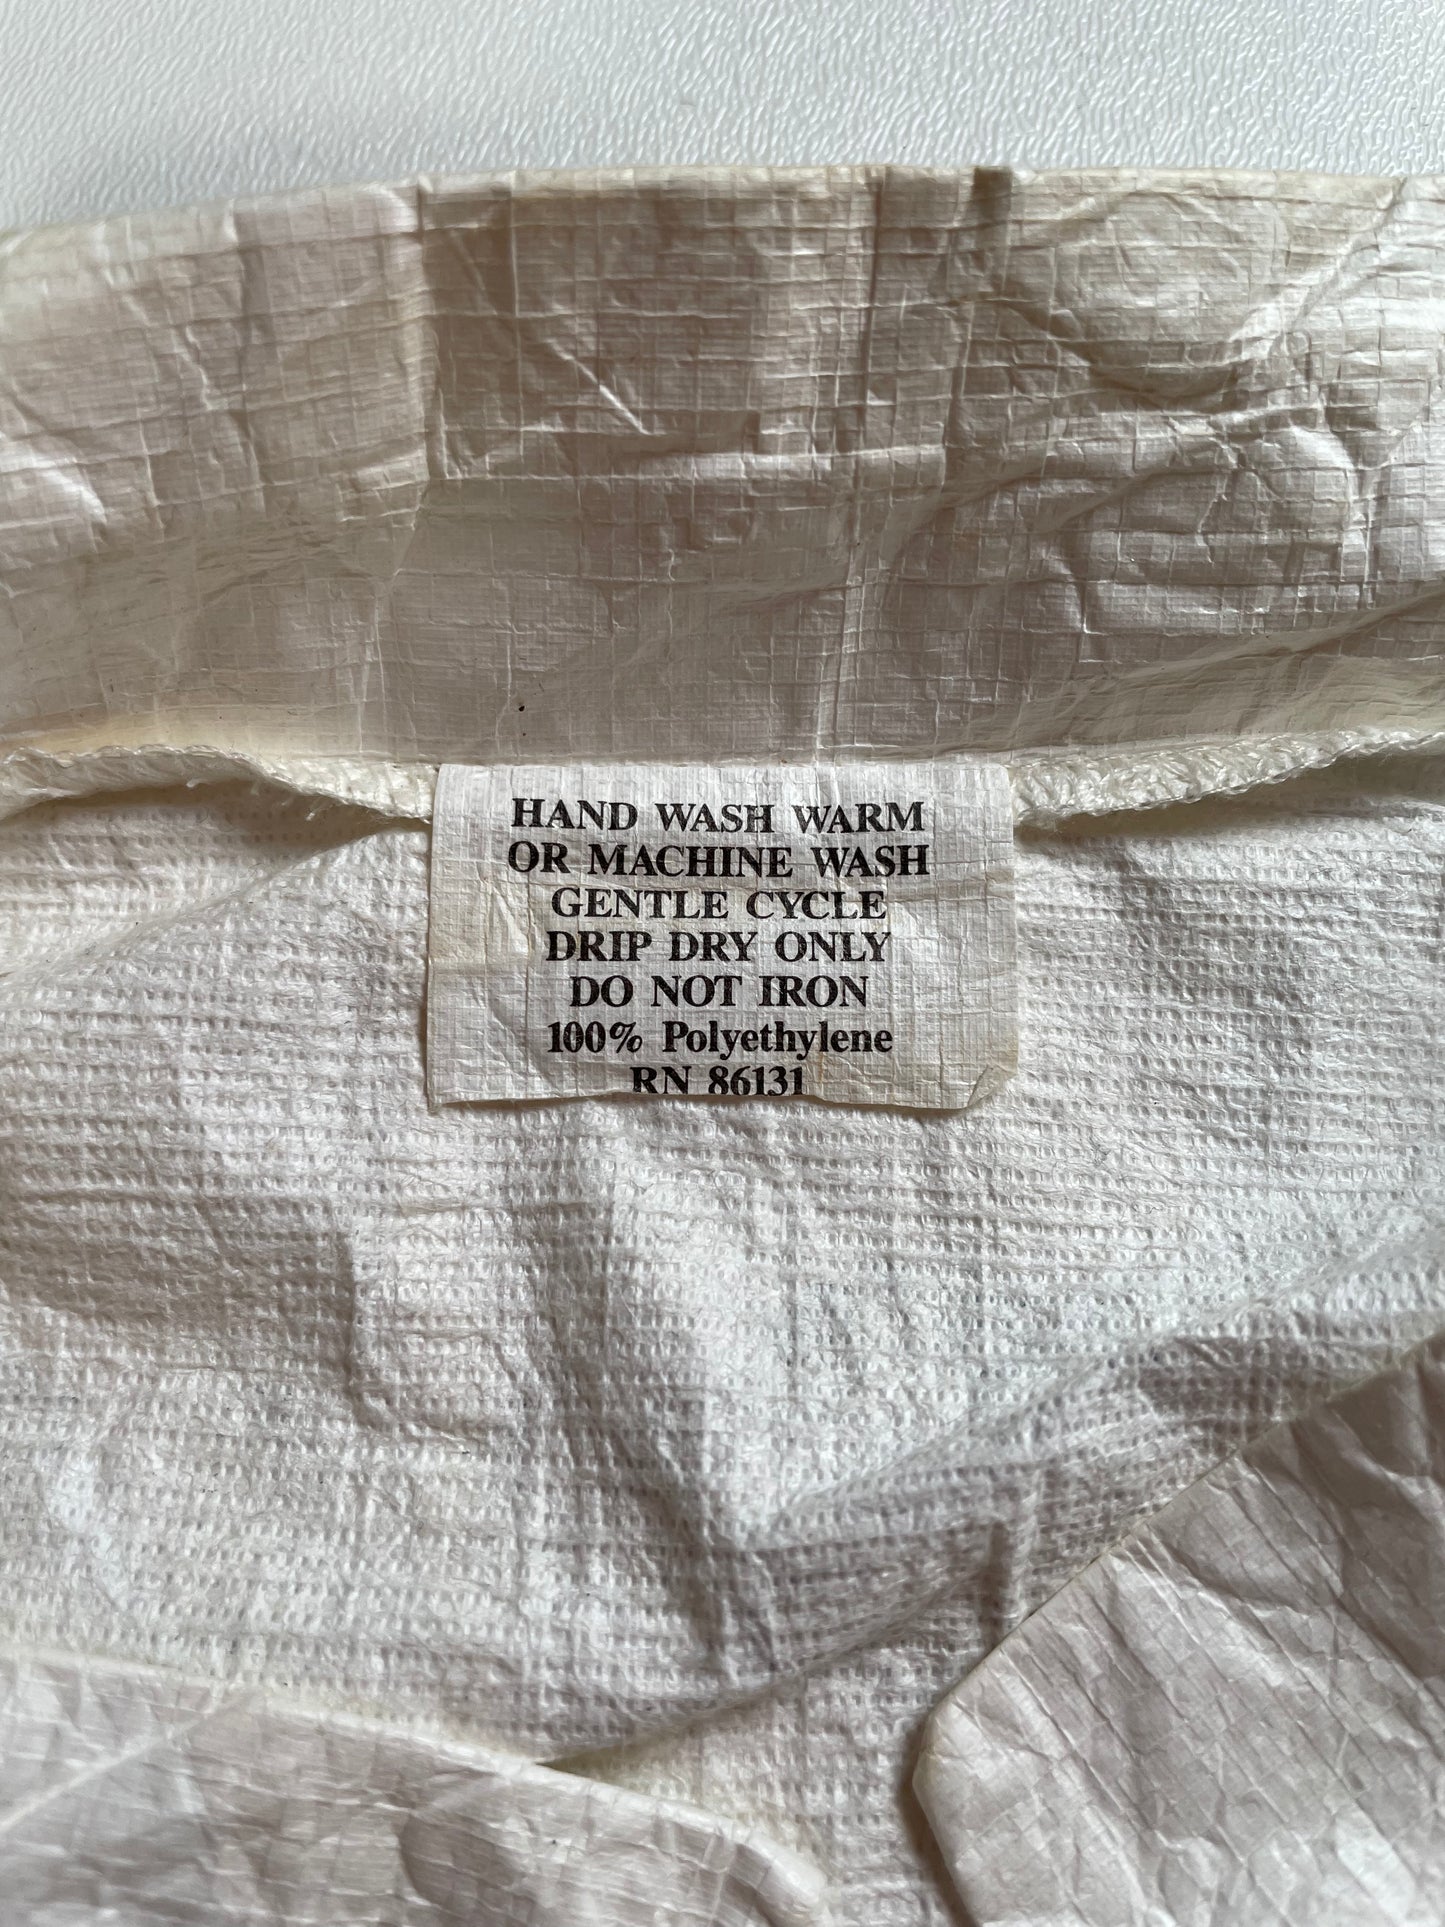 HAND WASH WARM
OR MACHINE WASH
GENTLE CYCLE
DRIP DRY ONLY
DO NOT IRON
100% Polyethylene
RN 86131